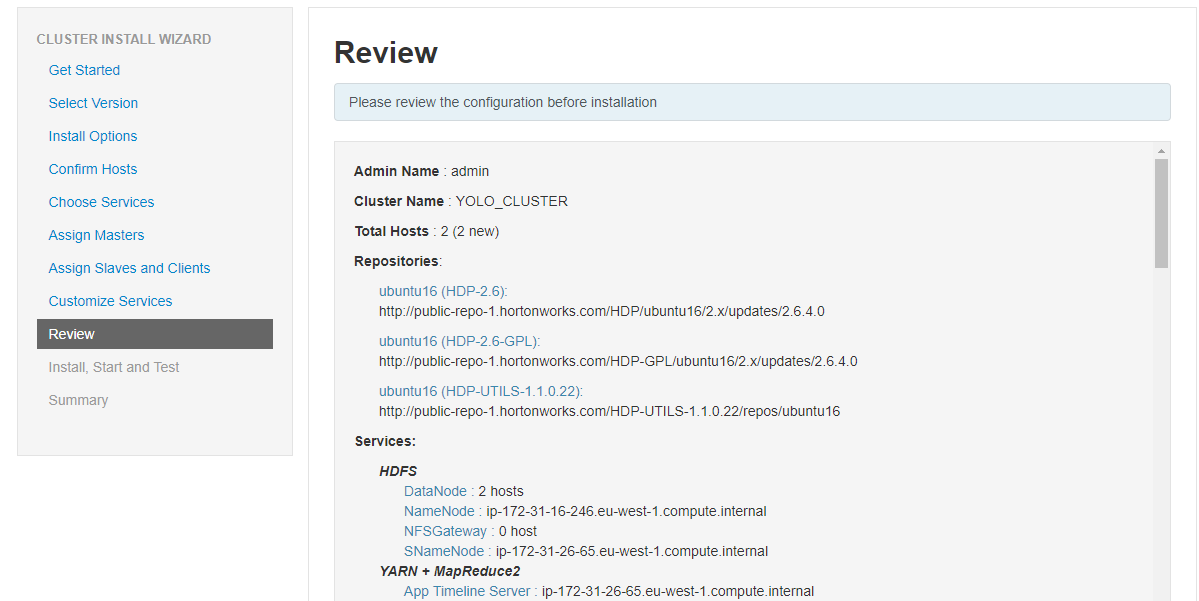 CLUSTER INSTALL WIZARD
Get Started
Select Version
Install Options
Confirm Hosts
Choose Services
Assign Masters
Assign Slaves and Clients
Customize Services
Review
Install, Start and Test
Summary
Review
Please review the configuration before installation
Admin Name : admin
Cluster Name : YOLO_CLUSTER
Total Hosts : 2 (2 new)
Repositories:
ubuntu16 (HDP-2.6):
http://public-repo-1.hortonworks.com/HDP/ubuntu16/2.x/updates/2.6.4.0
ubuntu16 (HDP-2.6-GPL):
http://public-repo-1.hortonworks.com/HDP-GPL/ubuntu16/2.x/updates/2.6.4.0
ubuntu16 (HDP-UTILS-1.1.0.22):
http://public-repo-1.hortonworks.com/HDP-UTILS-1.1.0.22/repos/ubuntu16
Services:
HDFS
DataNode : 2 hosts
NameNode : ip-172-31-16-246.eu-west-1.compute.internal
NFSGateway : 0 host
SNameNode : ip-172-31-26-65.eu-west-1.compute.internal
YARN + MapReduce2
App Timeline Server : ip-172-31-26-65.eu-west-1.compute.internal